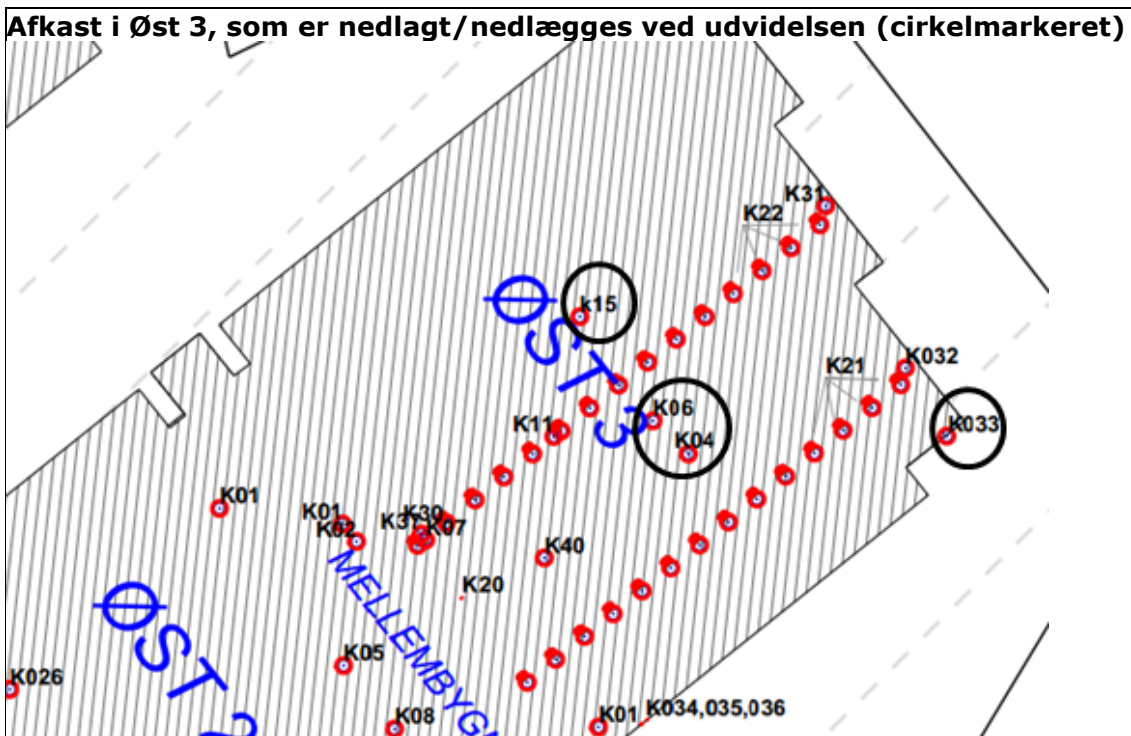 Afkast i Øst 3, som er nedlagt/nedlægges ved udvidelsen (cirkelmarkeret)
K31
K22
k15
ØST 3
K21
K032
K06
K11
K04
K033
K01
K01
K30
K37
K07
K02
K40
K20
MELLEMBYG
ØST 2
K05
K026
K08
K01
K034,035,036